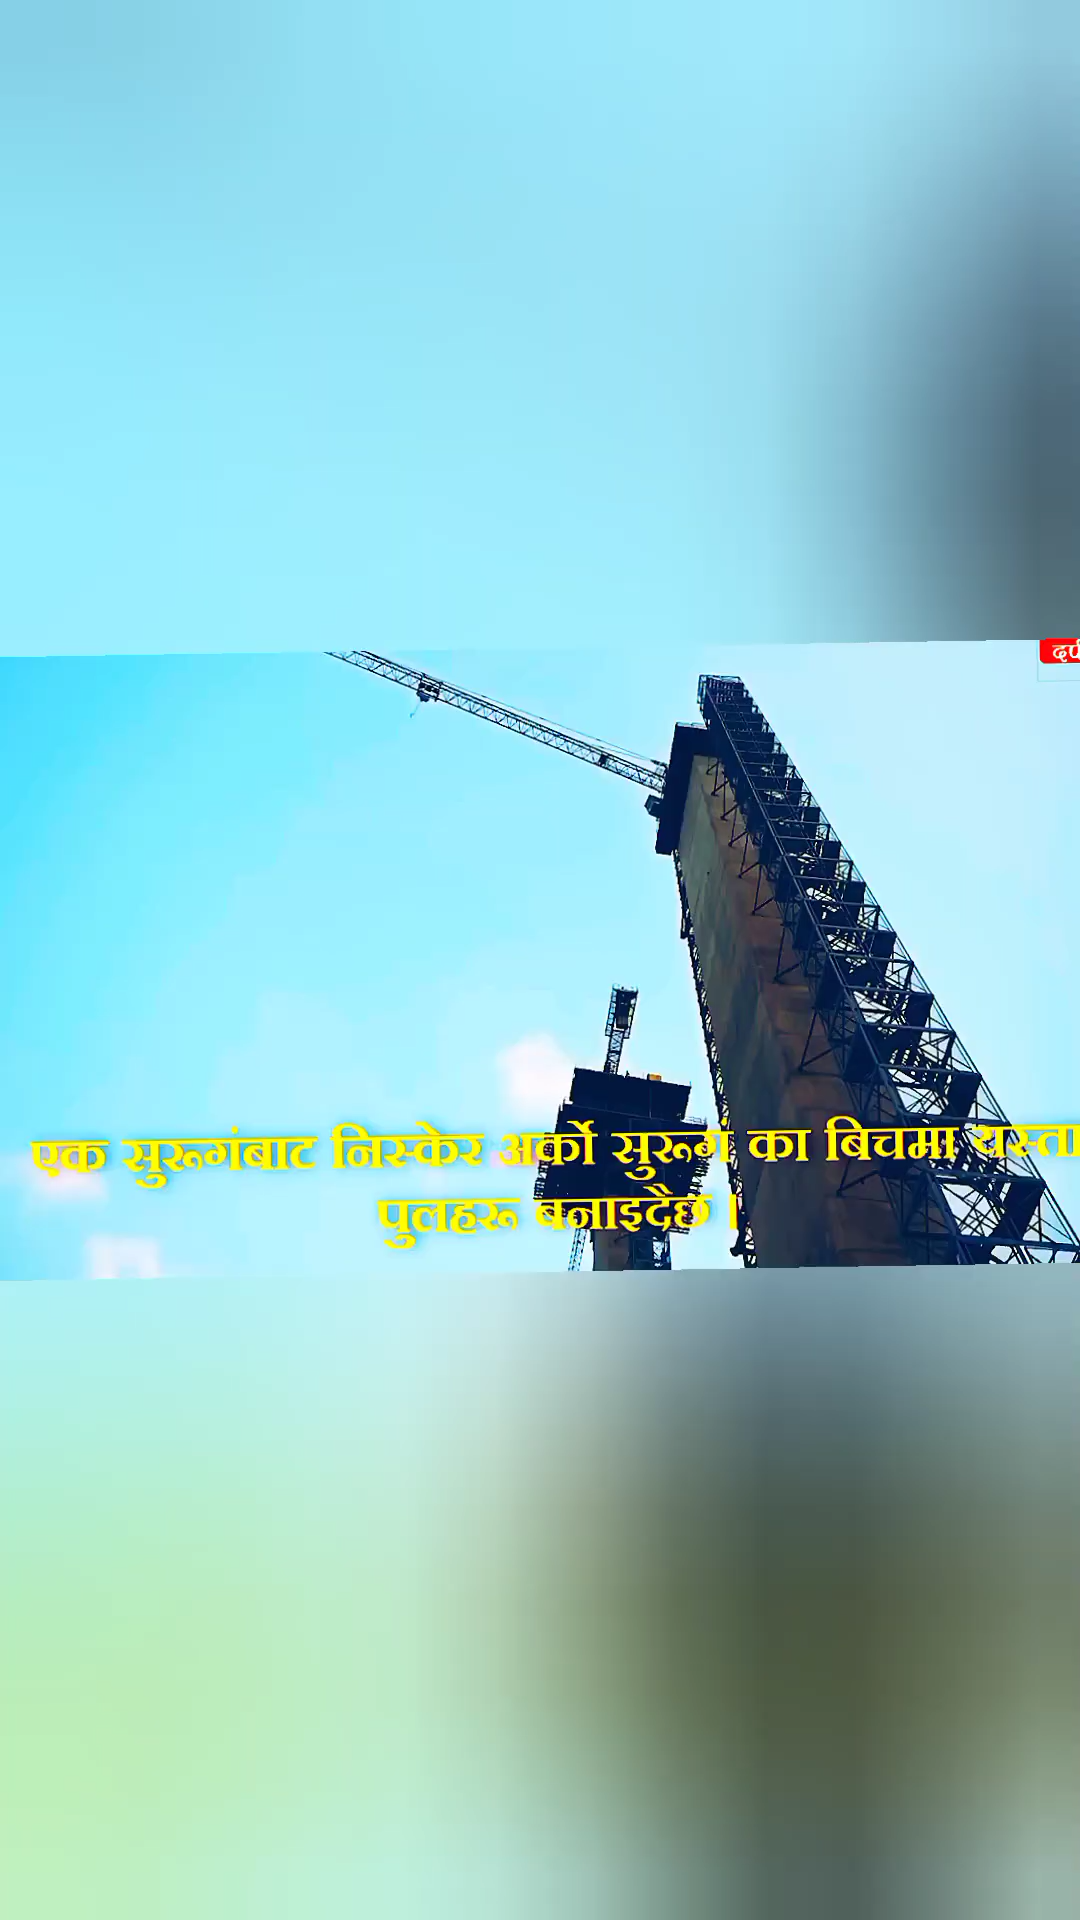 एक सुरूगंबाट निस्केर अर्को सुरूगं का बिचमा यस्ता
पुलहरू बनाइदैछ ।